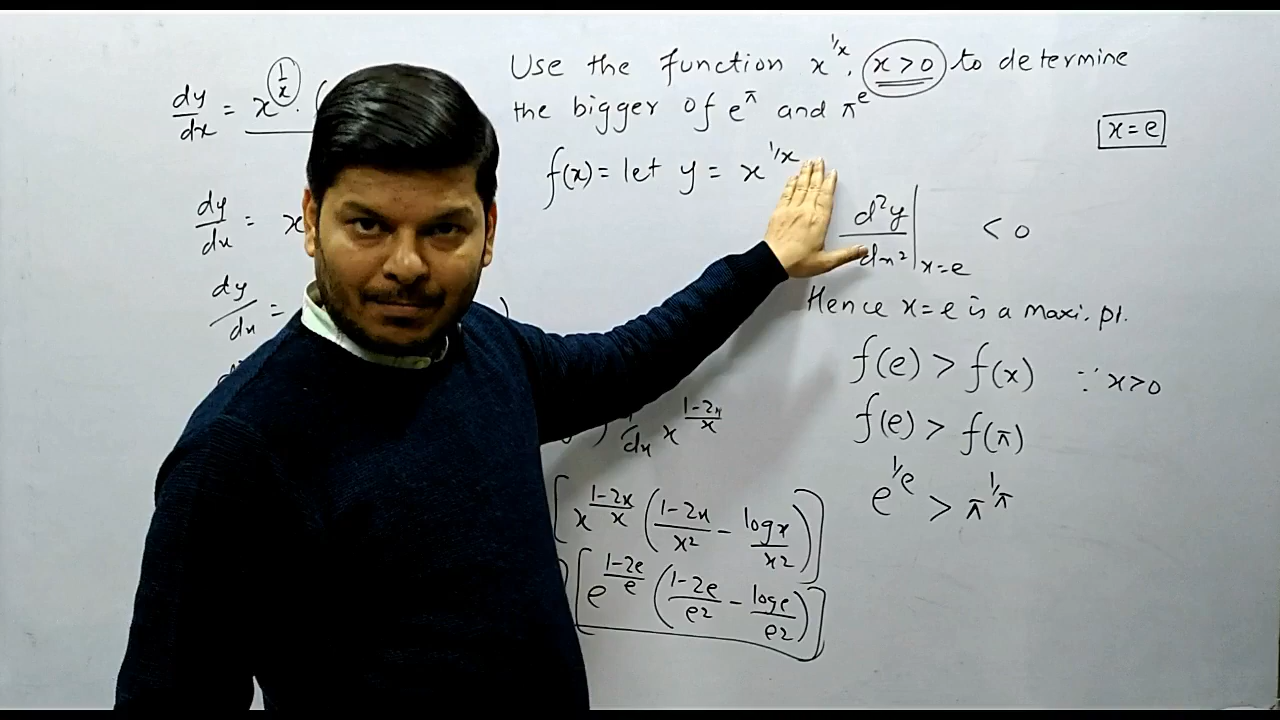 Use the function x^1/x, x>0 to determine
the bigger of e^π and π^e
x=e
f(x)= let y = x^1/x
dy/dx = x^1/x . (
dy/dx = x
dy/dx =
)
d/dx x^(1-2x)/x
[x^(1-2x)/x ((1-2x)/x2 - logx/x2)]
[e^(1-2e)/e ((1-2e)/e2 - loge/e2)]
d²y/dx²|x=e < 0
Hence x=e is a maxi. pt.
f(e) > f(x) ∵ x>0
f(e) > f(π)
e^1/e > π^1/π